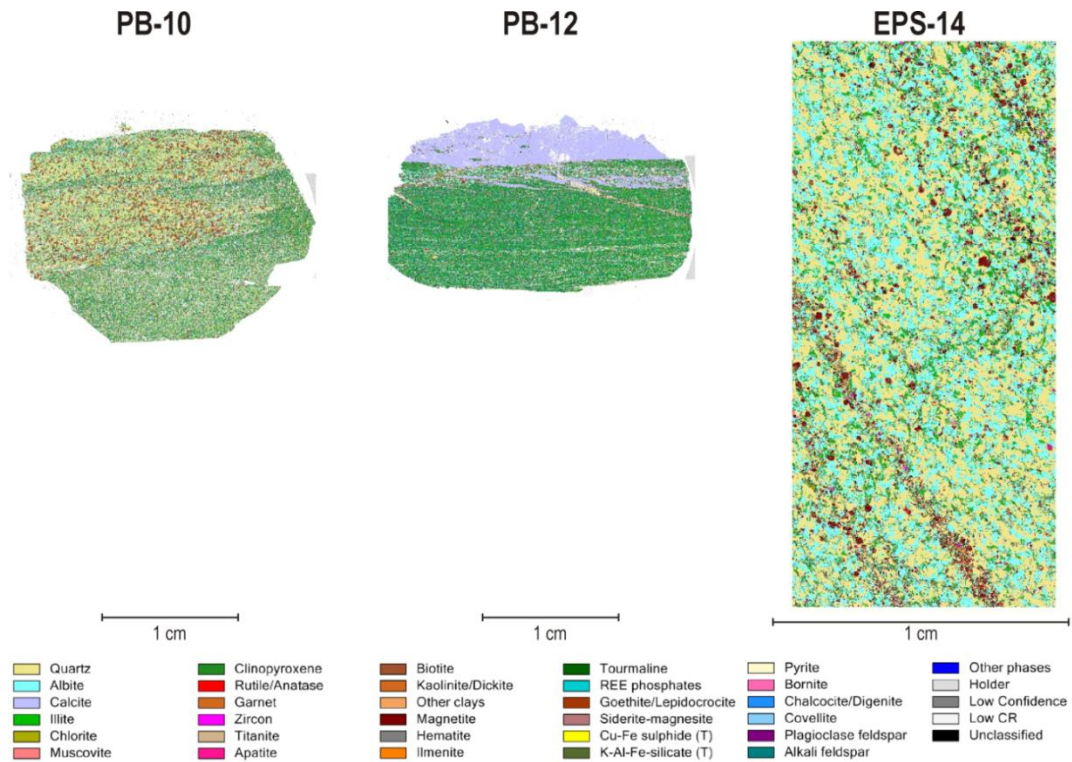 PB-10 PB-12 EPS-14
1 cm 1 cm 1 cm
Quartz Clinopyroxene Biotite Tourmaline Pyrite Other phases
Albite Rutile/Anatase Kaolinite/Dickite REE phosphates Bornite Holder
Calcite Garnet Other clays Goethite/Lepidocrocite Chalcocite/Digenite Low Confidence
Illite Zircon Magnetite Siderite-magnesite Covellite Low CR
Chlorite Titanite Hematite Cu-Fe sulphide (T) Plagioclase feldspar Unclassified
Muscovite Apatite Ilmenite K-Al-Fe-silicate (T) Alkali feldspar